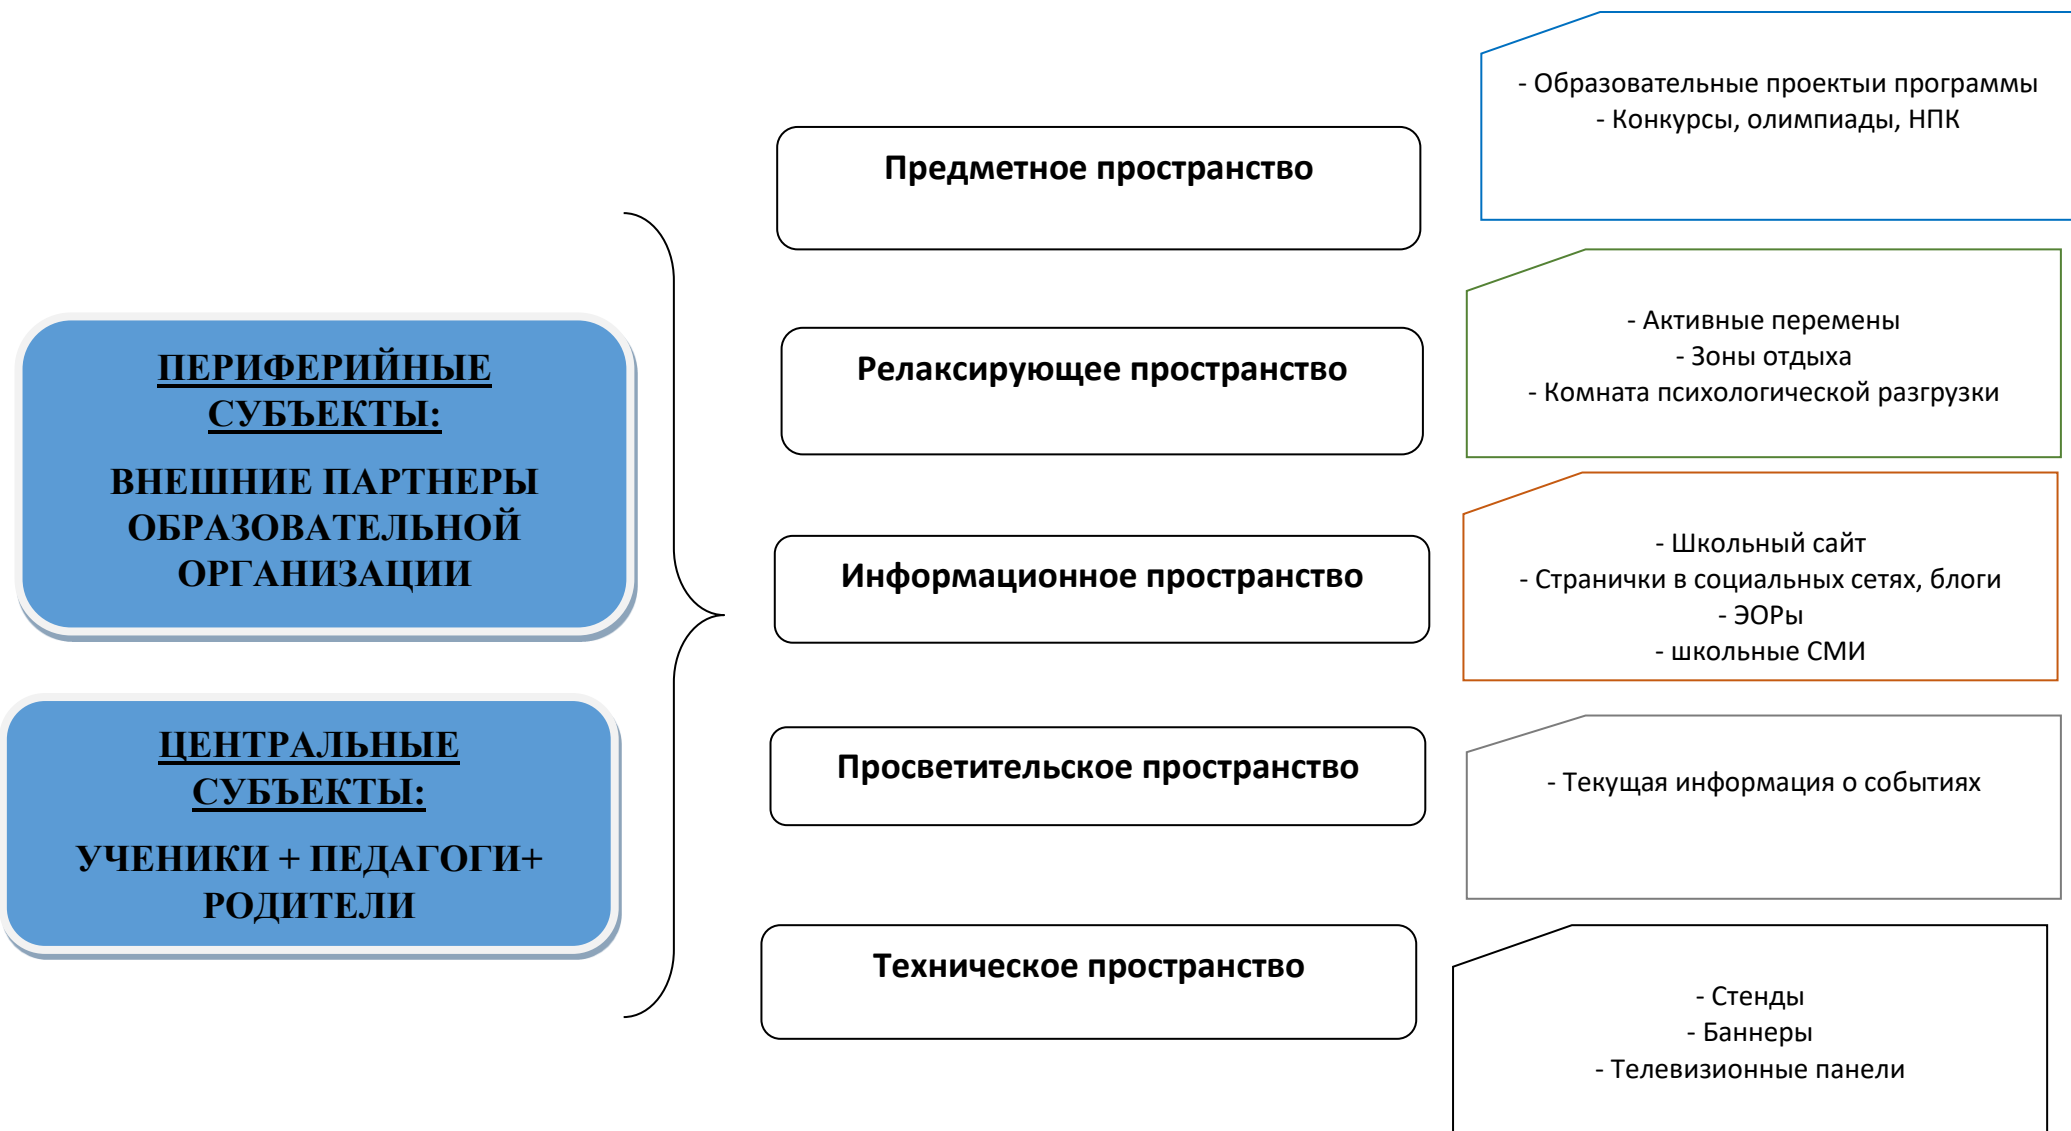 ПЕРИФЕРИЙНЫЕ
СУБЪЕКТЫ:
ВНЕШНИЕ ПАРТНЕРЫ
ОБРАЗОВАТЕЛЬНОЙ
ОРГАНИЗАЦИИ
ЦЕНТРАЛЬНЫЕ
СУБЪЕКТЫ:
УЧЕНИКИ + ПЕДАГОГИ+
РОДИТЕЛИ
Предметное пространство
- Образовательные проектыи программы
- Конкурсы, олимпиады, НПК
Релаксирующее пространство
- Активные перемены
- Зоны отдыха
- Комната психологической разгрузки
Информационное пространство
- Школьный сайт
- Странички в социальных сетях, блоги
- ЭОРы
- школьные СМИ
Просветительское пространство
- Текущая информация о событиях
Техническое пространство
- Стенды
- Баннеры
- Телевизионные панели